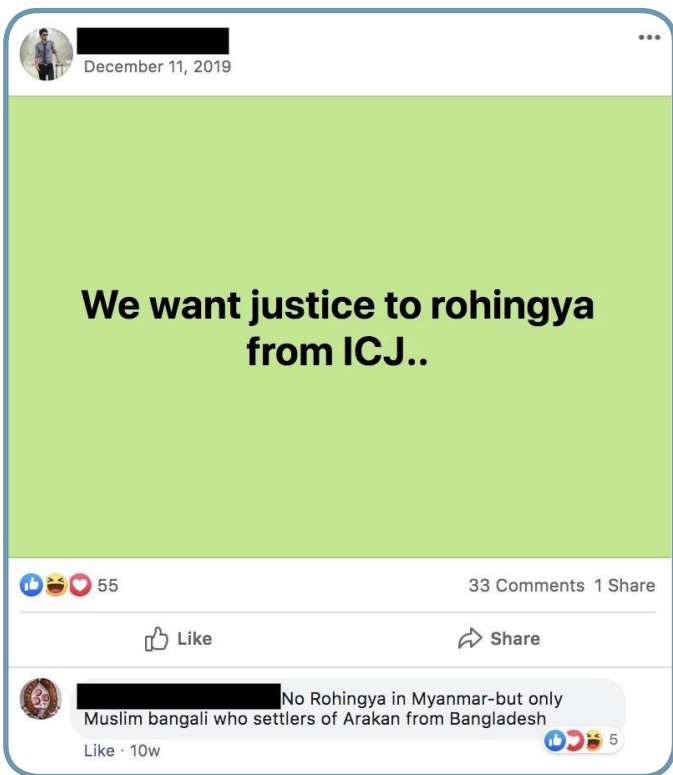 December 11, 2019
We want justice to rohingya
from ICJ..
55
33 Comments 1 Share
Like
Share
No Rohingya in Myanmar-but only
Muslim bangali who settlers of Arakan from Bangladesh
5
Like · 10w